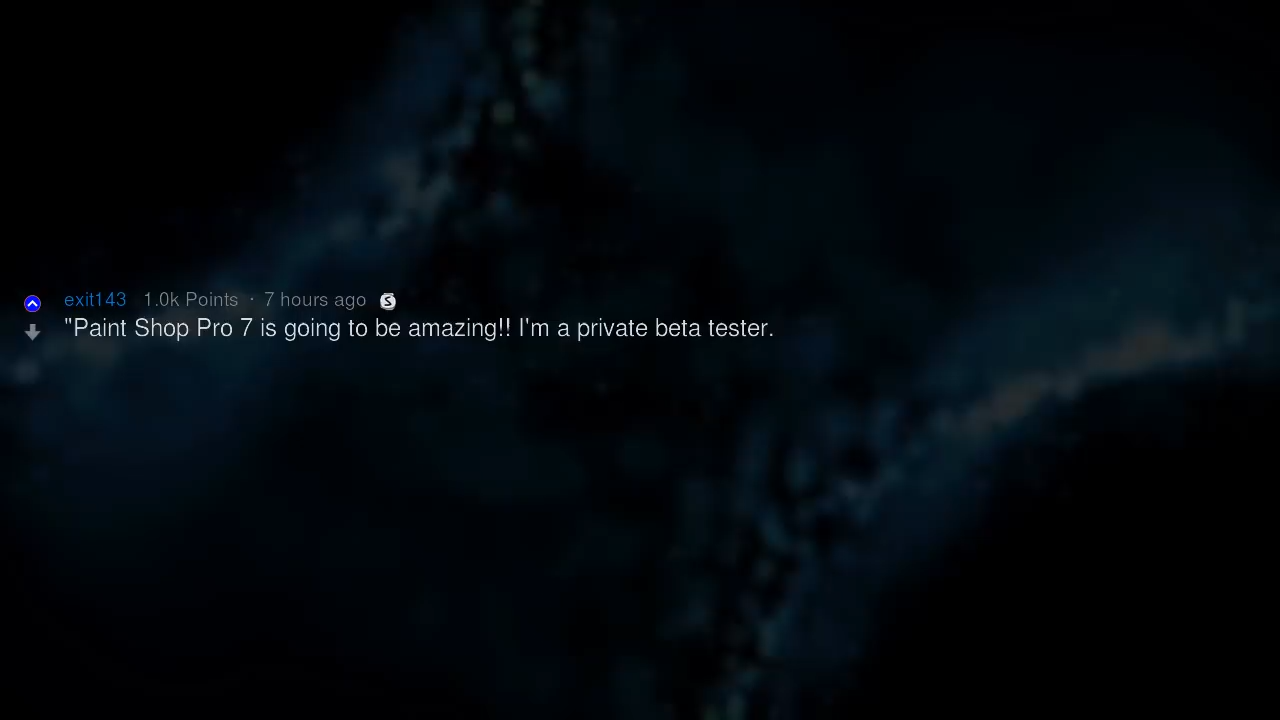 exit143 1.0k Points · 7 hours ago
"Paint Shop Pro 7 is going to be amazing!! I'm a private beta tester.